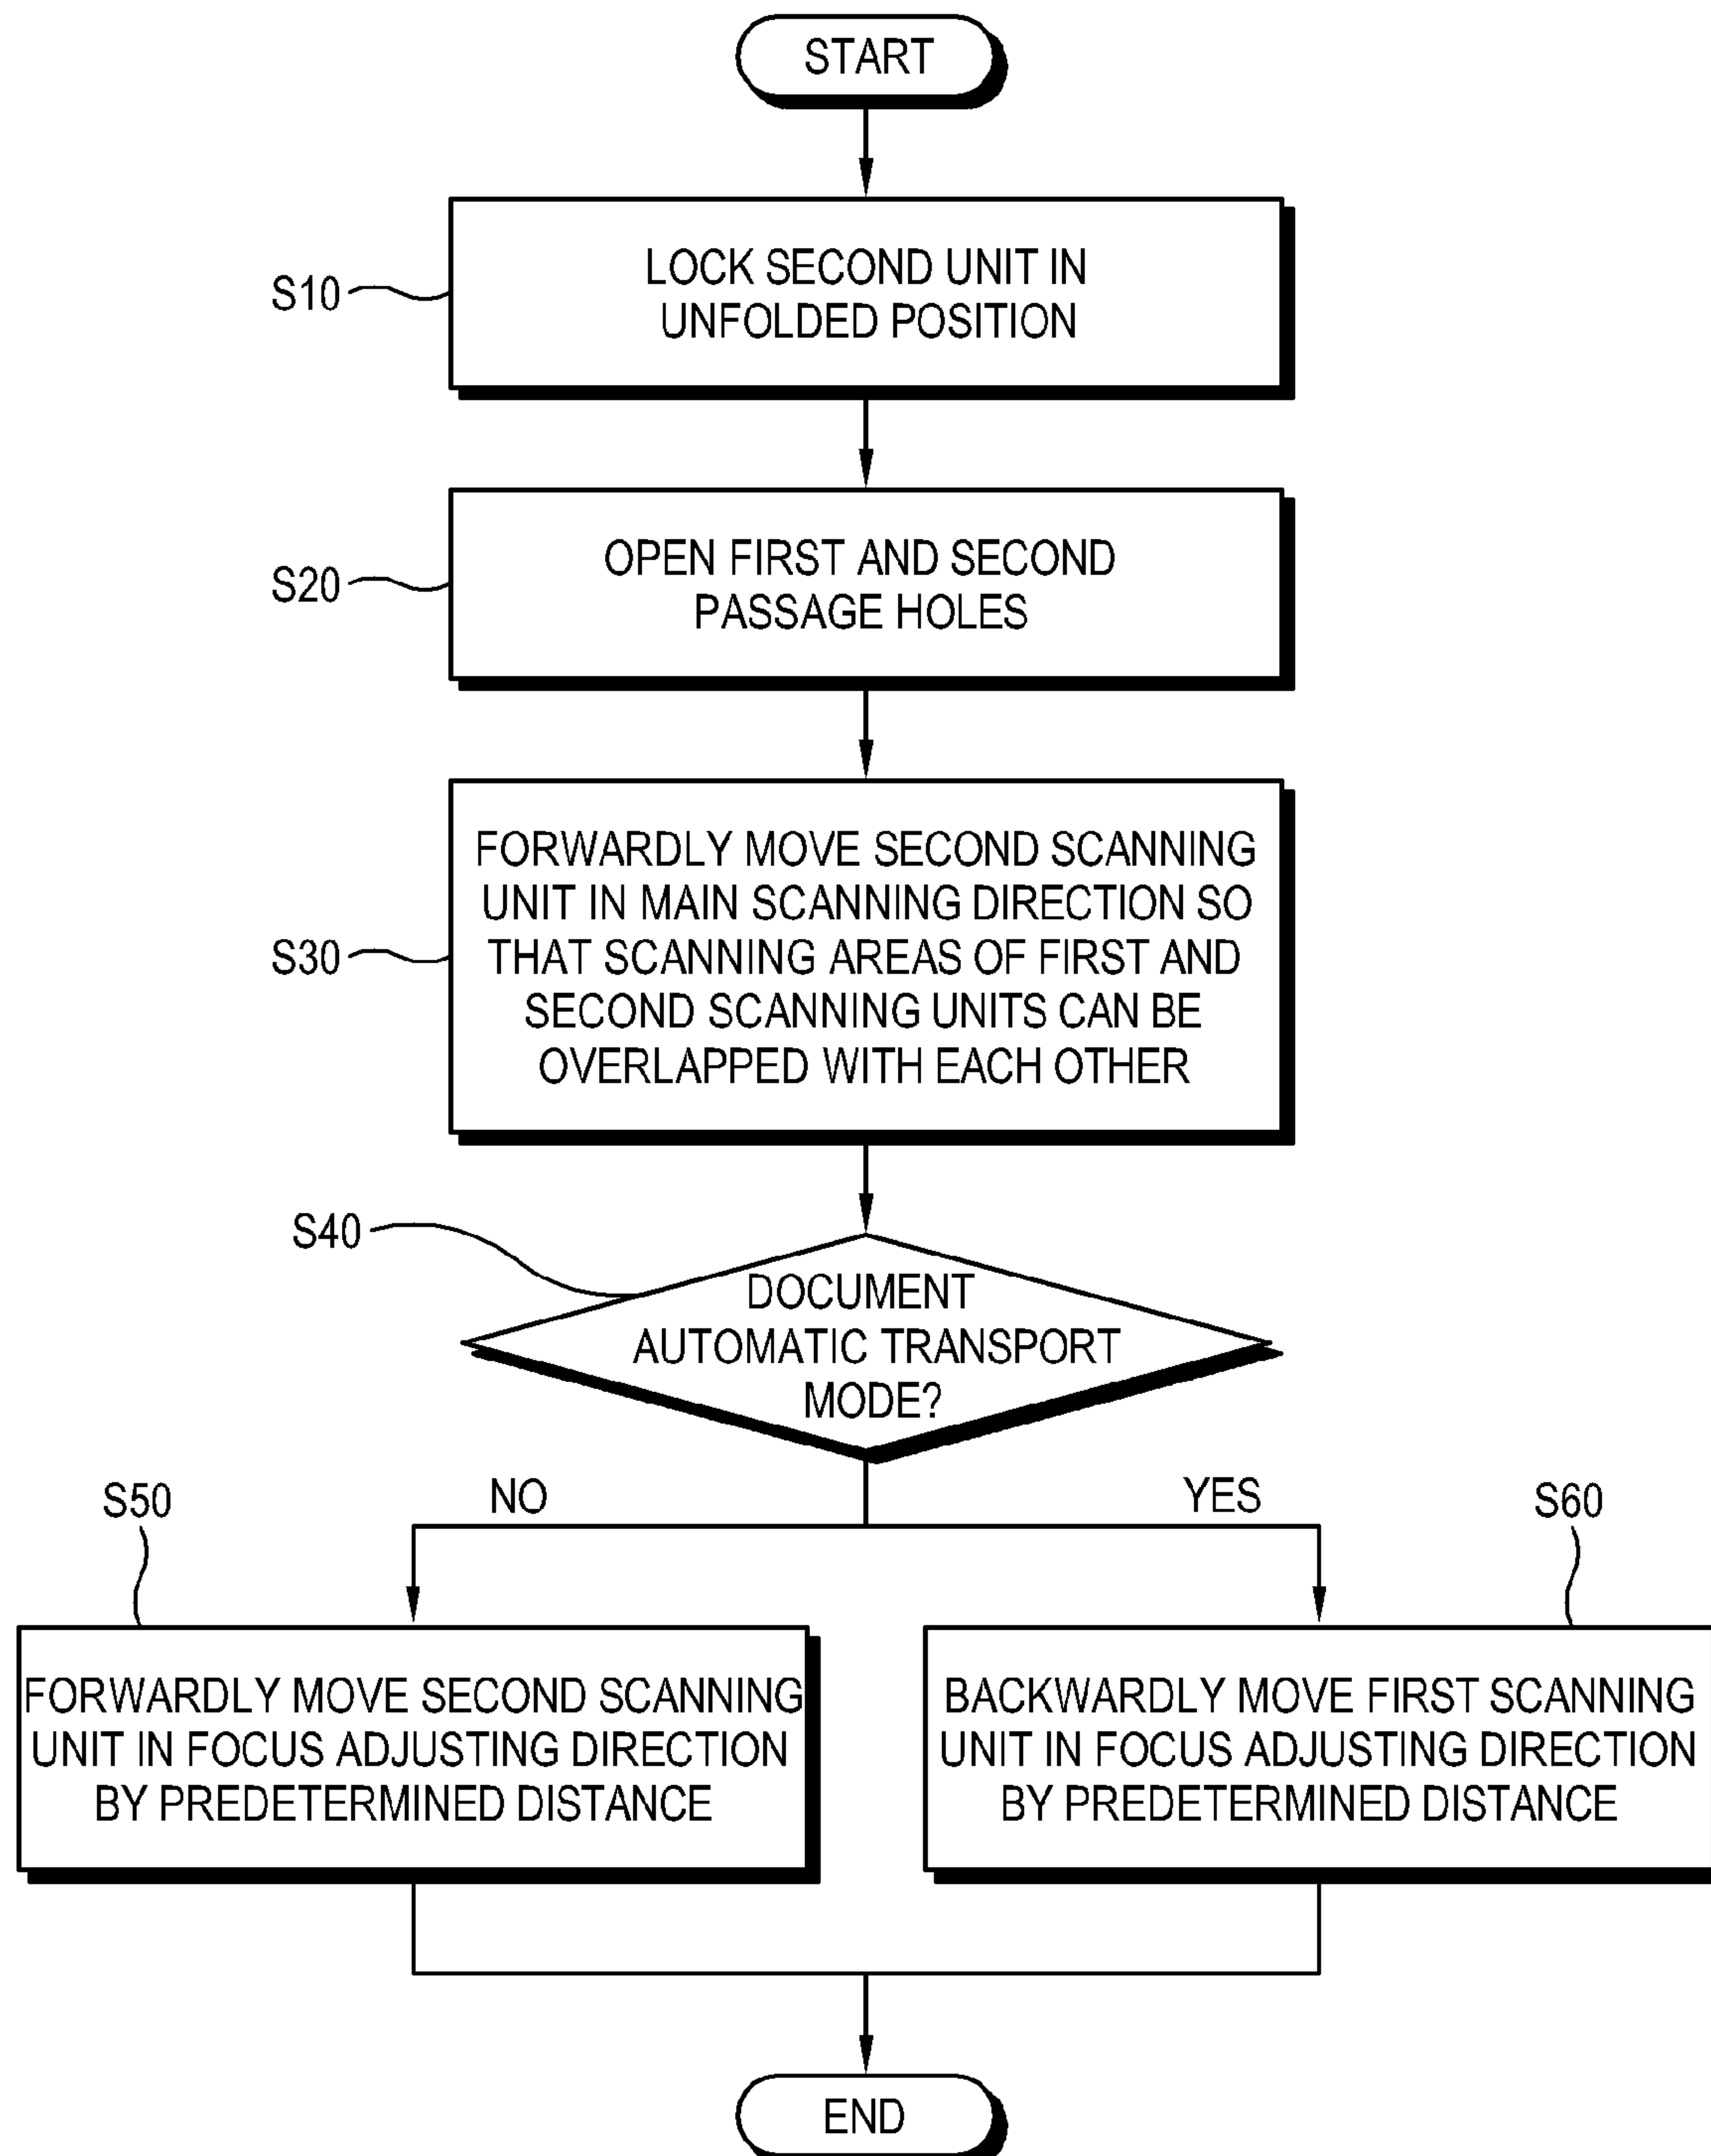 START
S10
LOCK SECOND UNIT IN
UNFOLDED POSITION
S20
OPEN FIRST AND SECOND
PASSAGE HOLES
S30
FORWARDLY MOVE SECOND SCANNING
UNIT IN MAIN SCANNING DIRECTION SO
THAT SCANNING AREAS OF FIRST AND
SECOND SCANNING UNITS CAN BE
OVERLAPPED WITH EACH OTHER
S40
DOCUMENT
AUTOMATIC TRANSPORT
MODE?
NO
YES
S50
FORWARDLY MOVE SECOND SCANNING
UNIT IN FOCUS ADJUSTING DIRECTION
BY PREDETERMINED DISTANCE
S60
BACKWARDLY MOVE FIRST SCANNING
UNIT IN FOCUS ADJUSTING DIRECTION
BY PREDETERMINED DISTANCE
END